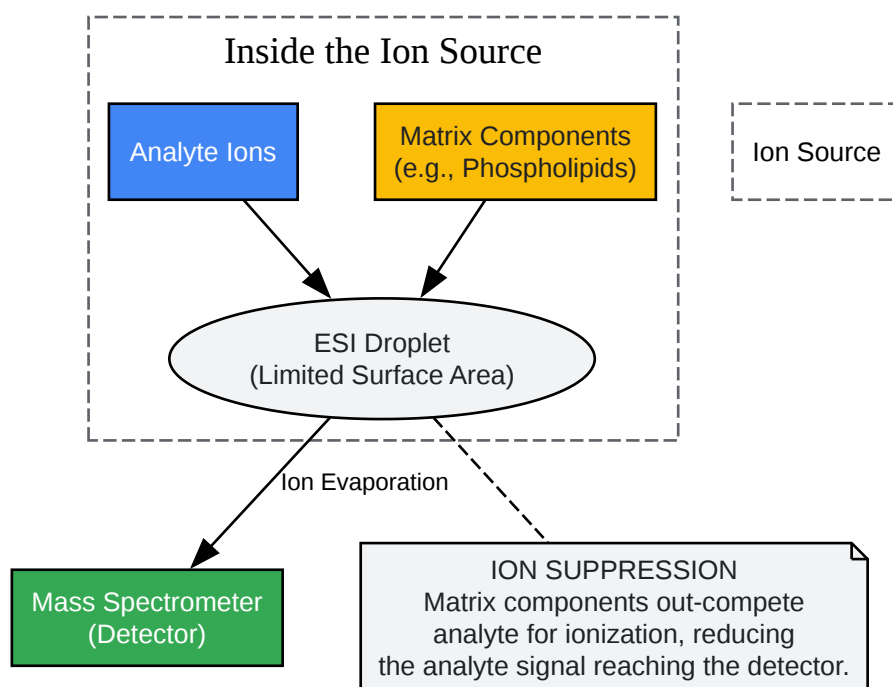 Inside the Ion Source
Analyte Ions
Matrix Components
(e.g., Phospholipids)
Ion Source
ESI Droplet
(Limited Surface Area)
Ion Evaporation
Mass Spectrometer
(Detector)
ION SUPPRESSION
Matrix components out-compete
analyte for ionization, reducing
the analyte signal reaching the detector.